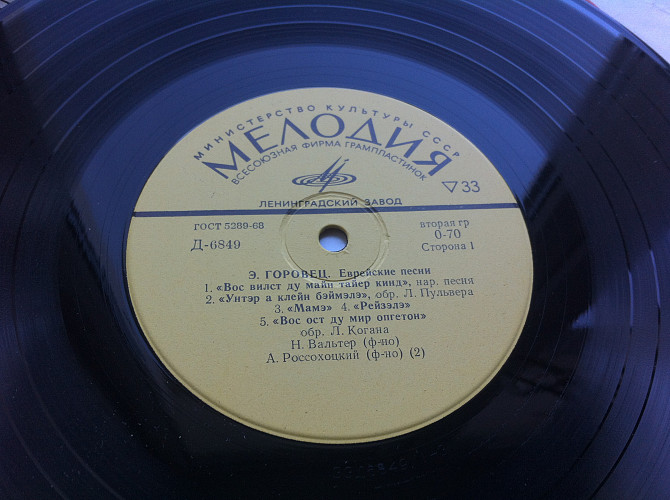 МИНИСТЕРСТВО КУЛЬТУРЫ СССР
МЕЛОДИЯ
ВСЕСОЮЗНАЯ ФИРМА ГРАМПЛАСТИНОК
33
ЛЕНИНГРАДСКИЙ ЗАВОД
ГОСТ 5289-68
вторая гр
Д-6849
0-70
Сторона 1
Э. ГОРОВЕЦ. Еврейские песни
1. «Вос вилст ду майн тайер кинд», нар. песня
2. «Унтэр а клейн бэймэлэ», обр. Л. Пульвера
3. «Мамэ» 4. «Рейзэлэ»
5. «Вос ост ду мир опгетон»
обр. Л. Когана
Н. Вальтер (ф-но)
А. Россохоцкий (ф-но) (2)